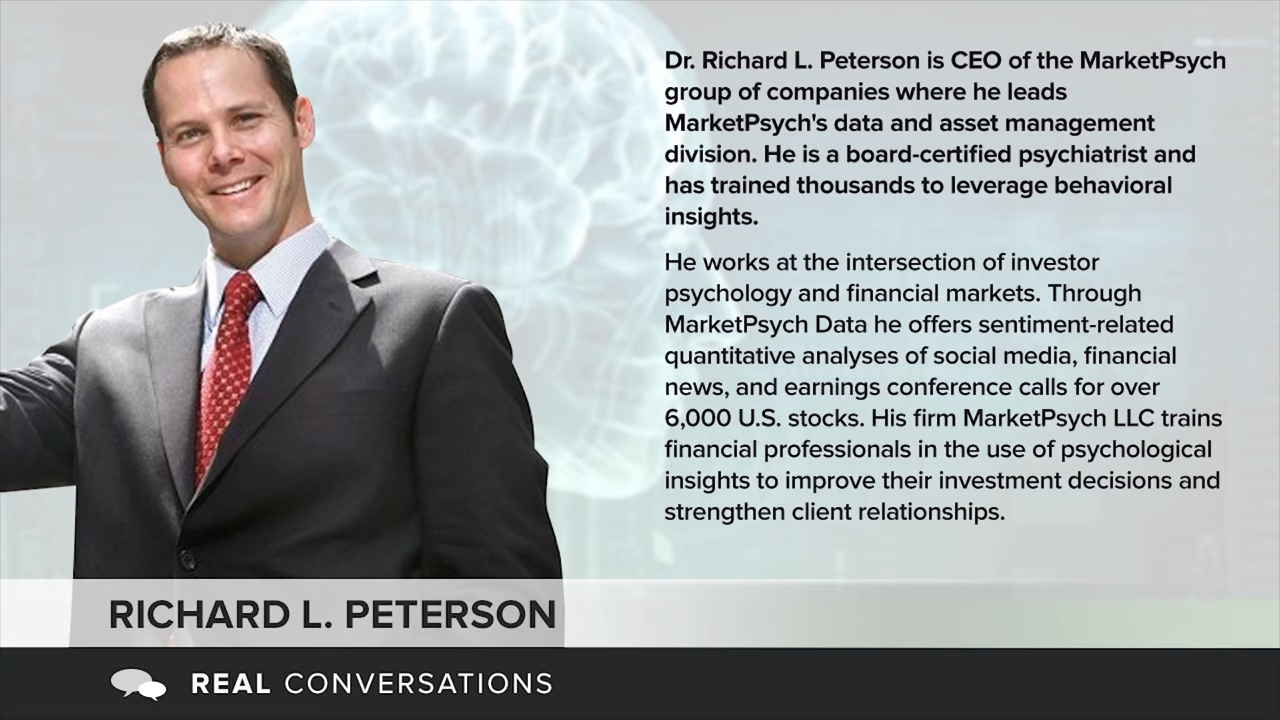 Dr. Richard L. Peterson is CEO of the MarketPsych
group of companies where he leads
MarketPsych's data and asset management
division. He is a board-certified psychiatrist and
has trained thousands to leverage behavioral
insights.
He works at the intersection of investor
psychology and financial markets. Through
MarketPsych Data he offers sentiment-related
quantitative analyses of social media, financial
news, and earnings conference calls for over
6,000 U.S. stocks. His firm MarketPsych LLC trains
financial professionals in the use of psychological
insights to improve their investment decisions and
strengthen client relationships.
RICHARD L. PETERSON
REAL CONVERSATIONS